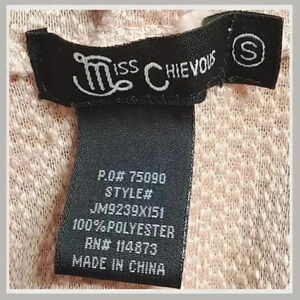 MISS CHIEVOUS
S
P.O# 75090
STYLE#
JM9239X151
100%POLYESTER
RN# 114873
MADE IN CHINA